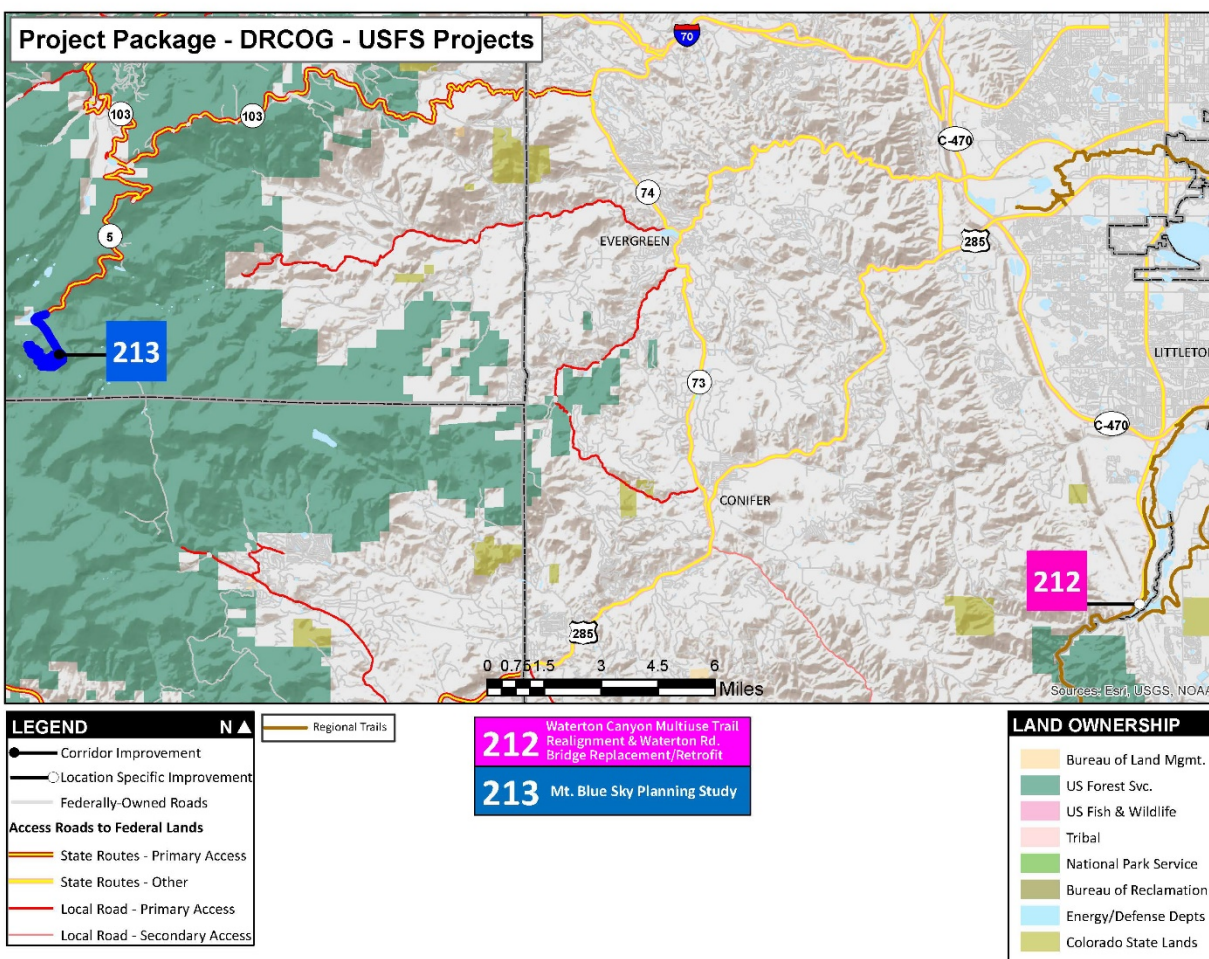 Project Package - DRCOG - USFS Projects
70
103
103
C-470
74
5
EVERGREEN
285
213
LITTLETO
73
C-470
CONIFER
212
285
0 0.751.5 3 4.5 6
Miles
Sources: Esri, USGS, NOAA
LEGEND N
Corridor Improvement
Location Specific Improvement
Federally-Owned Roads
Access Roads to Federal Lands
State Routes - Primary Access
State Routes - Other
Local Road - Primary Access
Local Road - Secondary Access
Regional Trails
212 Waterton Canyon Multiuse Trail
Realignment & Waterton Rd.
Bridge Replacement/Retrofit
213 Mt. Blue Sky Planning Study
LAND OWNERSHIP
Bureau of Land Mgmt.
US Forest Svc.
US Fish & Wildlife
Tribal
National Park Service
Bureau of Reclamation
Energy/Defense Depts
Colorado State Lands